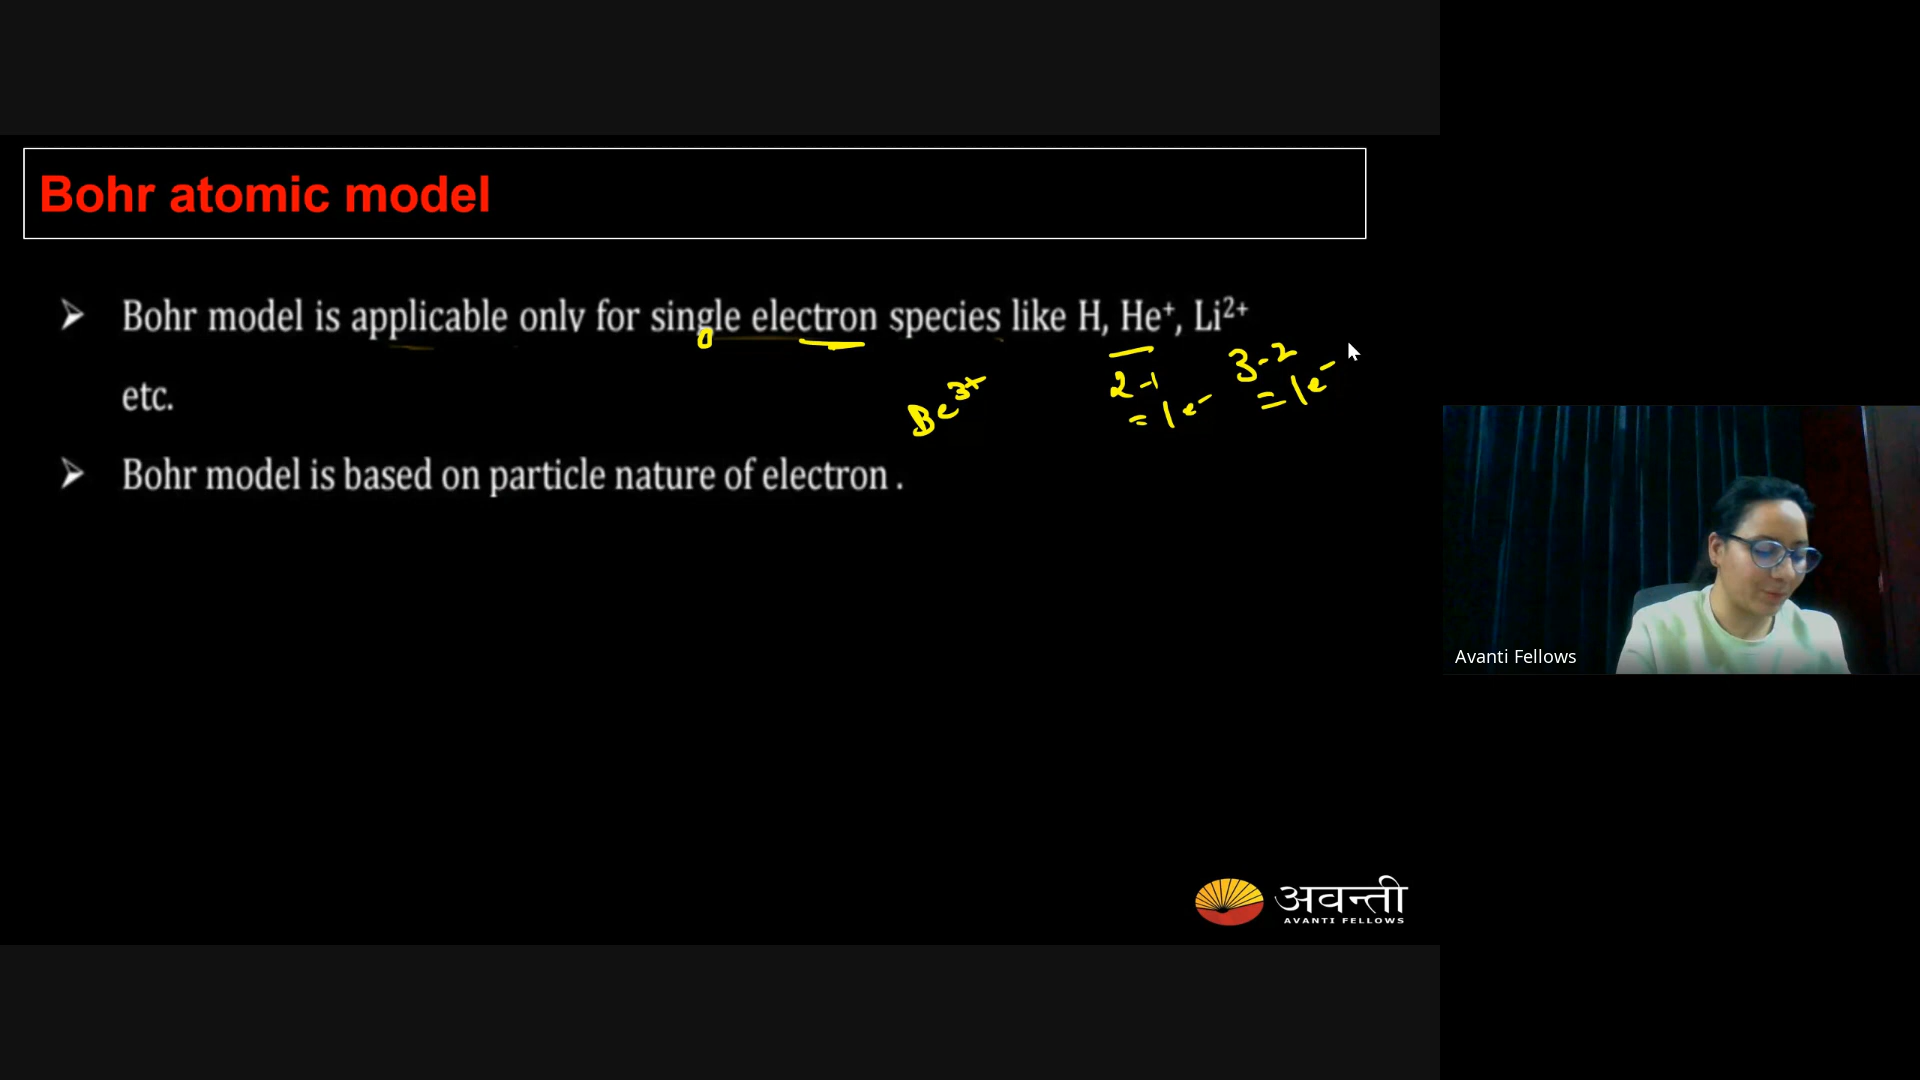 Bohr atomic model
➤ Bohr model is applicable only for single electron species like H, He⁺, Li²⁺
etc.
Be³⁺
2-1
= 1e⁻
3-2
= 1e⁻
➤ Bohr model is based on particle nature of electron .
Avanti Fellows
अवन्ती
AVANTI FELLOWS